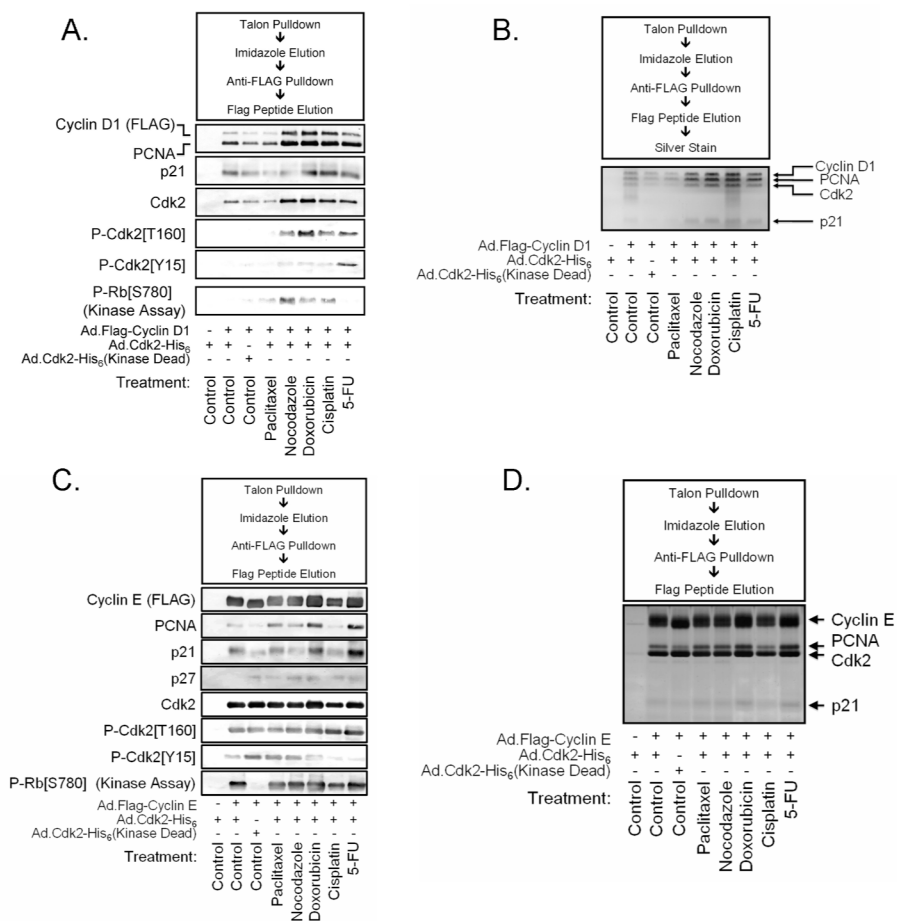 A.
Talon Pulldown
Imidazole Elution
Anti-FLAG Pulldown
Flag Peptide Elution
Cyclin D1 (FLAG)
PCNA
p21
Cdk2
P-Cdk2[T160]
P-Cdk2[Y15]
P-Rb[S780]
(Kinase Assay)
Ad.Flag-Cyclin D1 - + + + + + + +
Ad.Cdk2-His6 + + - + + + + +
Ad.Cdk2-His6(Kinase Dead) - - + - - - - -
Treatment: Control Control Control Paclitaxel Nocodazole Doxorubicin Cisplatin 5-FU
B.
Talon Pulldown
Imidazole Elution
Anti-FLAG Pulldown
Flag Peptide Elution
Silver Stain
Cyclin D1
PCNA
Cdk2
p21
Ad.Flag-Cyclin D1 - + + + + + + +
Ad.Cdk2-His6 + + - + + + + +
Ad.Cdk2-His6(Kinase Dead) - - + - - - - -
Treatment: Control Control Control Paclitaxel Nocodazole Doxorubicin Cisplatin 5-FU
C.
Talon Pulldown
Imidazole Elution
Anti-FLAG Pulldown
Flag Peptide Elution
Cyclin E (FLAG)
PCNA
p21
p27
Cdk2
P-Cdk2[T160]
P-Cdk2[Y15]
P-Rb[S780] (Kinase Assay)
Ad.Flag-Cyclin E - + + + + + + +
Ad.Cdk2-His6 + + - + + + + +
Ad.Cdk2-His6(Kinase Dead) - - + - - - - -
Treatment: Control Control Control Paclitaxel Nocodazole Doxorubicin Cisplatin 5-FU
D.
Talon Pulldown
Imidazole Elution
Anti-FLAG Pulldown
Flag Peptide Elution
Cyclin E
PCNA
Cdk2
p21
Ad.Flag-Cyclin E - + + + + + + +
Ad.Cdk2-His6 + + - + + + + +
Ad.Cdk2-His6(Kinase Dead) - - + - - - - -
Treatment: Control Control Control Paclitaxel Nocodazole Doxorubicin Cisplatin 5-FU